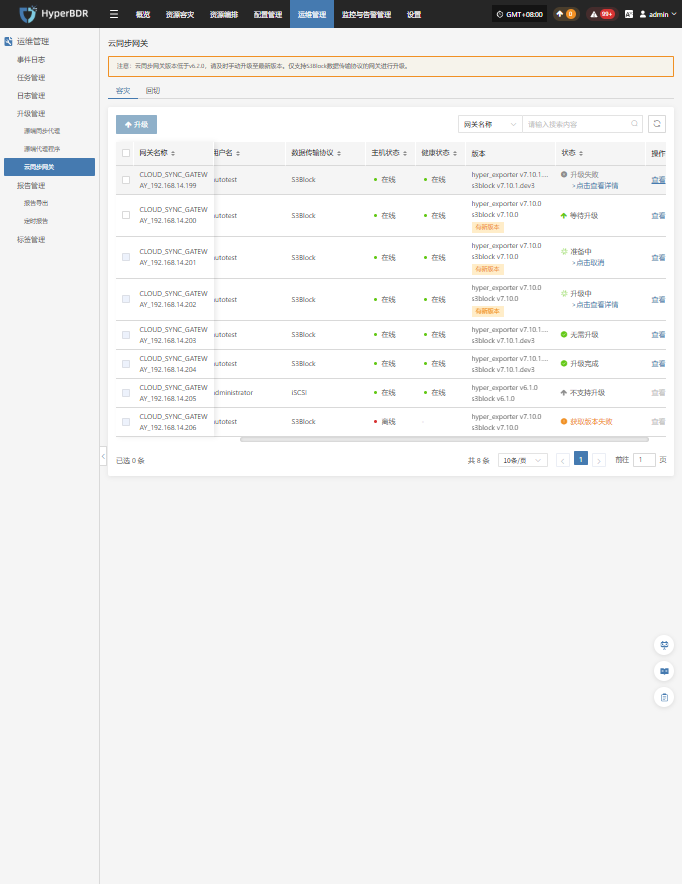 HyperBDR
概览 资源容灾 资源编排 配置管理 运维管理 监控与告警管理 设置
GMT+08:00
0
99+
admin
运维管理
事件日志
任务管理
日志管理
升级管理
源端同步代理
源端代理程序
云同步网关
报告管理
报告导出
定时报告
标签管理
云同步网关
注意：云同步网关版本低于v6.2.0，请及时手动升级至最新版本。仅支持S3Block数据传输协议的网关进行升级。
容灾 回切
升级
网关名称 请输入搜索内容
网关名称 用户名 数据传输协议 主机状态 健康状态 版本 状态 操作
CLOUD_SYNC_GATEW
AY_192.168.14.199
autotest S3Block 在线 在线
hyper_exporter v7.10.1....
s3block v7.10.1.dev3
升级失败
>点击查看详情
查看
CLOUD_SYNC_GATEW
AY_192.168.14.200
autotest S3Block 在线 在线
hyper_exporter v7.10.0
s3block v7.10.0
有新版本
等待升级
查看
CLOUD_SYNC_GATEW
AY_192.168.14.201
autotest S3Block 在线 在线
hyper_exporter v7.10.0
s3block v7.10.0
有新版本
准备中
>点击取消
查看
CLOUD_SYNC_GATEW
AY_192.168.14.202
autotest S3Block 在线 在线
hyper_exporter v7.10.0
s3block v7.10.0
有新版本
升级中
>点击查看详情
查看
CLOUD_SYNC_GATEW
AY_192.168.14.203
autotest S3Block 在线 在线
hyper_exporter v7.10.1....
s3block v7.10.1.dev3
无需升级
查看
CLOUD_SYNC_GATEW
AY_192.168.14.204
autotest S3Block 在线 在线
hyper_exporter v7.10.1....
s3block v7.10.1.dev3
升级完成
查看
CLOUD_SYNC_GATEW
AY_192.168.14.205
administrator iSCSI 在线 在线
hyper_exporter v6.1.0
s3block v6.1.0
不支持升级
查看
CLOUD_SYNC_GATEW
AY_192.168.14.206
autotest S3Block 离线 -
hyper_exporter v7.10.0
s3block v7.10.0
获取版本失败
查看
已选 0 条
共 8 条 10条/页 1 前往 1 页